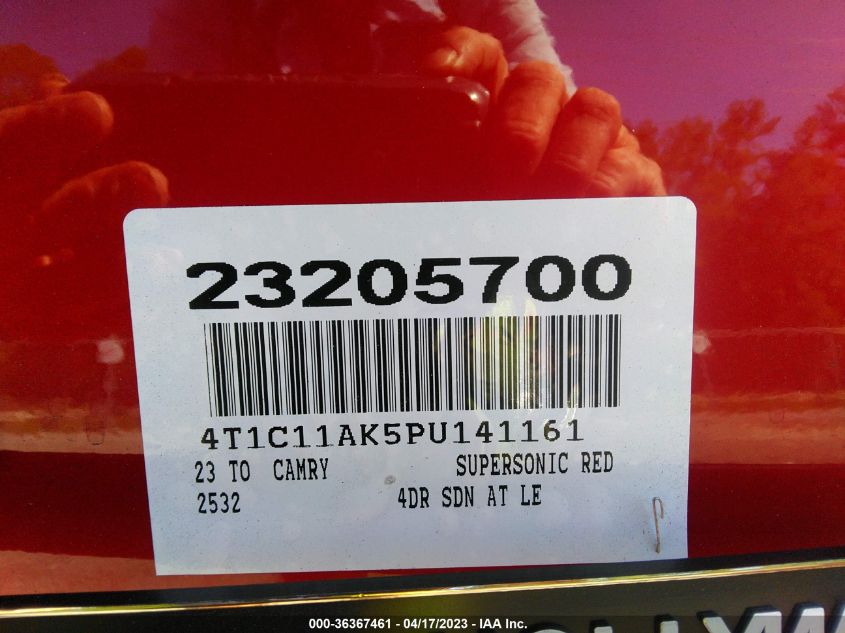 23205700
4T1C11AK5PU141161
23 TO CAMRY SUPERSONIC RED
2532 4DR SDN AT LE
000-36367461 - 04/17/2023 - IAA Inc.